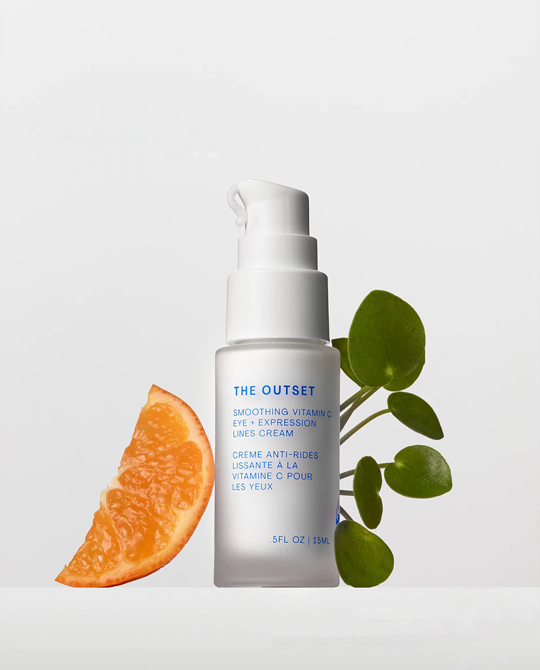 THE OUTSET
SMOOTHING VITAMIN C
EYE + EXPRESSION
LINES CREAM
CRÈME ANTI-RIDES
LISSANTE A LA
VITAMINE C POUR
LES YEUX
.5FL OZ | 15ML